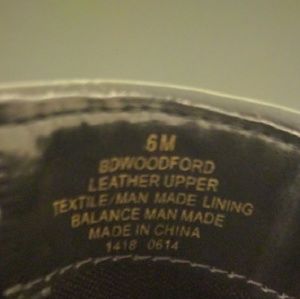 6M
BDWOODFORD
LEATHER UPPER
TEXTILE/MAN MADE LINING
BALANCE MAN MADE
MADE IN CHINA
1418 0614